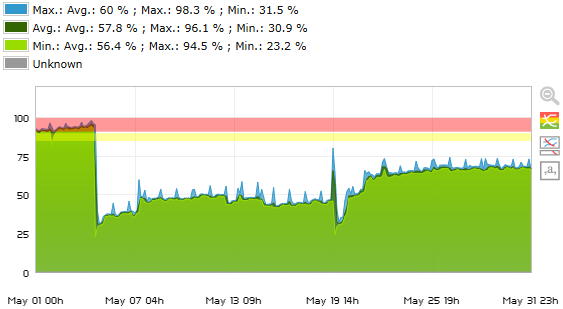 Max.: Avg.: 60 % ; Max.: 98.3 % ; Min.: 31.5 %
Avg.: Avg.: 57.8 % ; Max.: 96.1 % ; Min.: 30.9 %
Min.: Avg.: 56.4 % ; Max.: 94.5 % ; Min.: 23.2 %
Unknown
100
75
50
25
0
May 01 00h May 07 04h May 13 09h May 19 14h May 25 19h May 31 23h